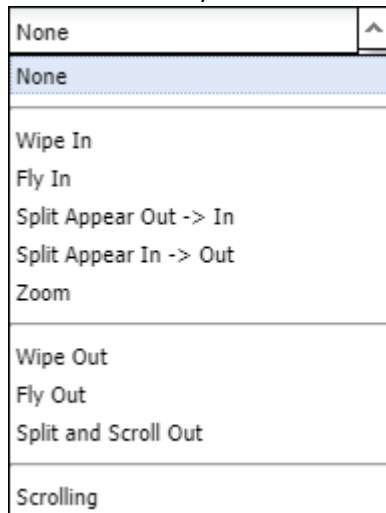 None
None
Wipe In
Fly In
Split Appear Out -> In
Split Appear In -> Out
Zoom
Wipe Out
Fly Out
Split and Scroll Out
Scrolling